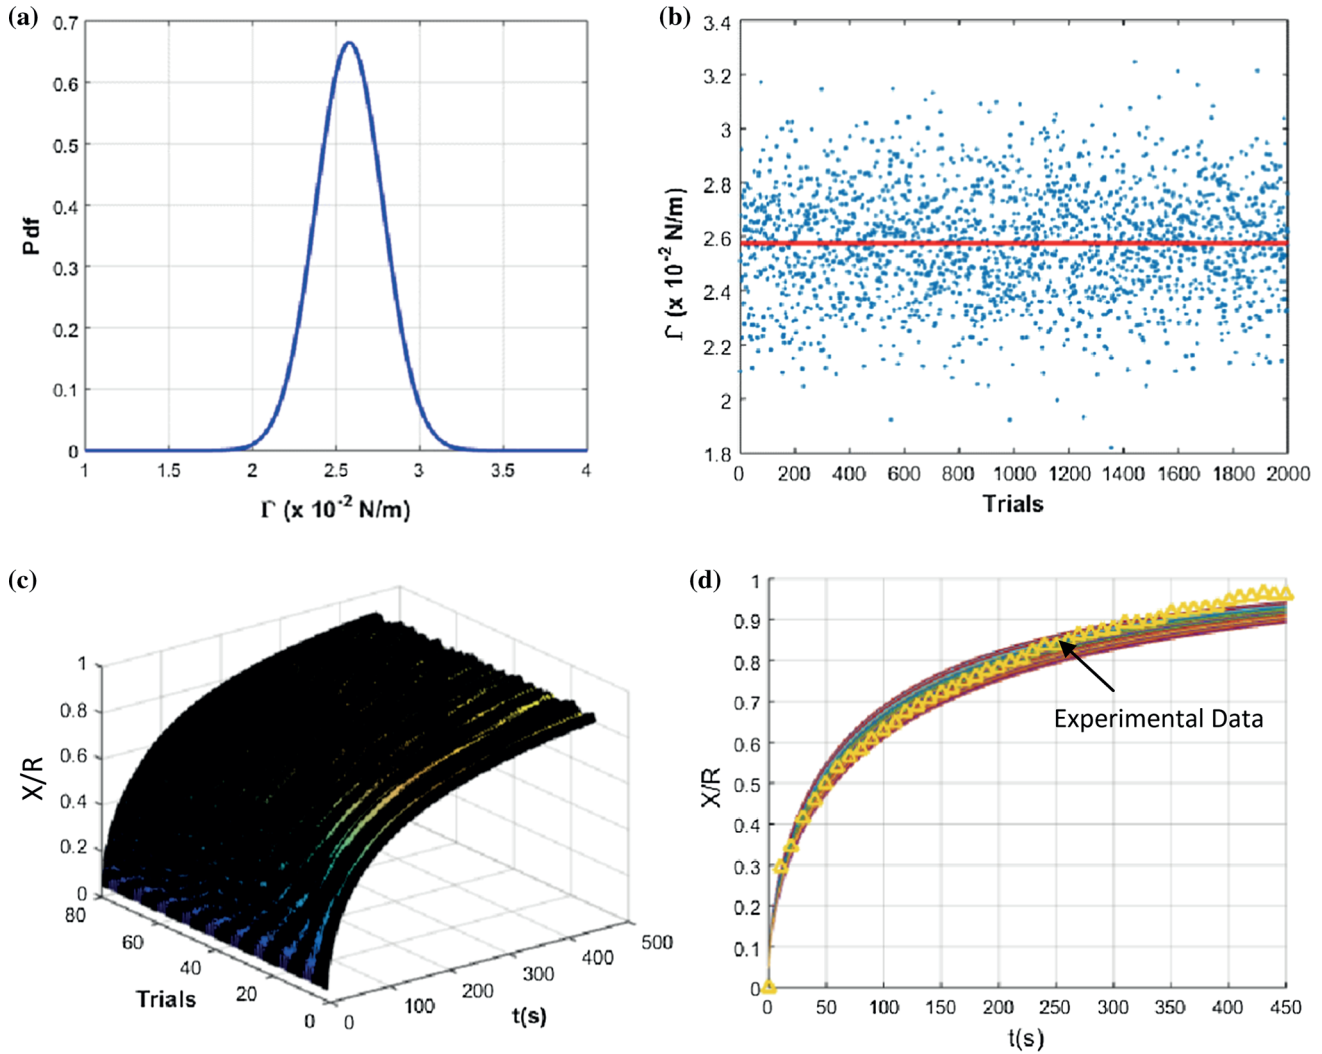 (a)
0.7
0.6
0.5
0.4
0.3
0.2
0.1
0
Pdf
1 1.5 2 2.5 3 3.5 4
Γ (x 10⁻² N/m)
(b)
3.4
3.2
3
2.8
2.6
2.4
2.2
2
1.8
Γ (x 10⁻² N/m)
0 200 400 600 800 1000 1200 1400 1600 1800 2000
Trials
(c)
1
0.8
0.6
0.4
0.2
0
X/R
80
60
40
20
0
Trials
0
100
200
300
400
500
t(s)
(d)
1
0.9
0.8
0.7
0.6
0.5
0.4
0.3
0.2
0.1
0
X/R
Experimental Data
0 50 100 150 200 250 300 350 400 450
t(s)